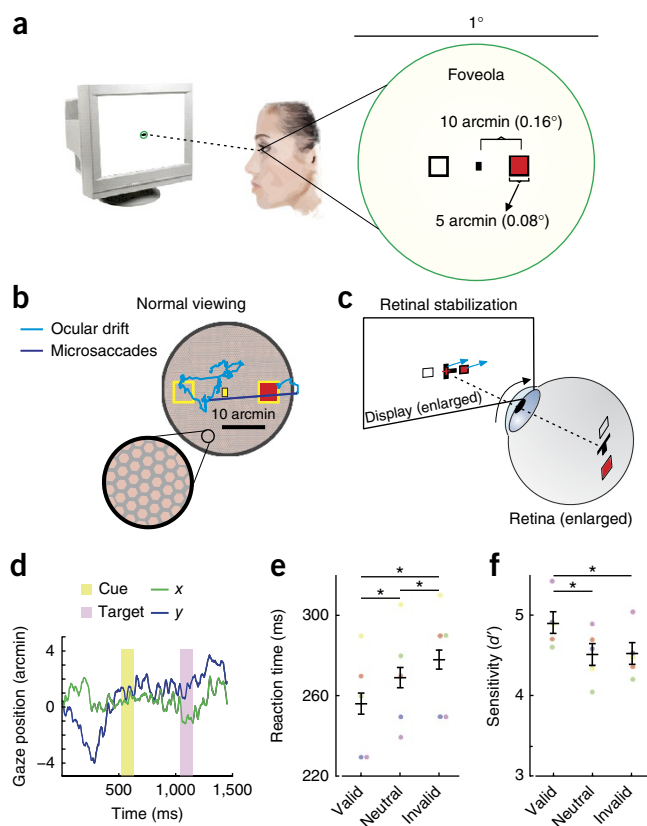 a
1°
Foveola
10 arcmin (0.16°)
5 arcmin (0.08°)
b
Normal viewing
Ocular drift
Microsaccades
10 arcmin
c
Retinal stabilization
Display (enlarged)
Retina (enlarged)
d
Cue x
Target y
Gaze position (arcmin)
4
0
−4
500 1,000 1,500
Time (ms)
e
* 
* *
Reaction time (ms)
300
260
220
Valid Neutral Invalid
f
*
*
Sensitivity (d′)
5
4
3
Valid Neutral Invalid